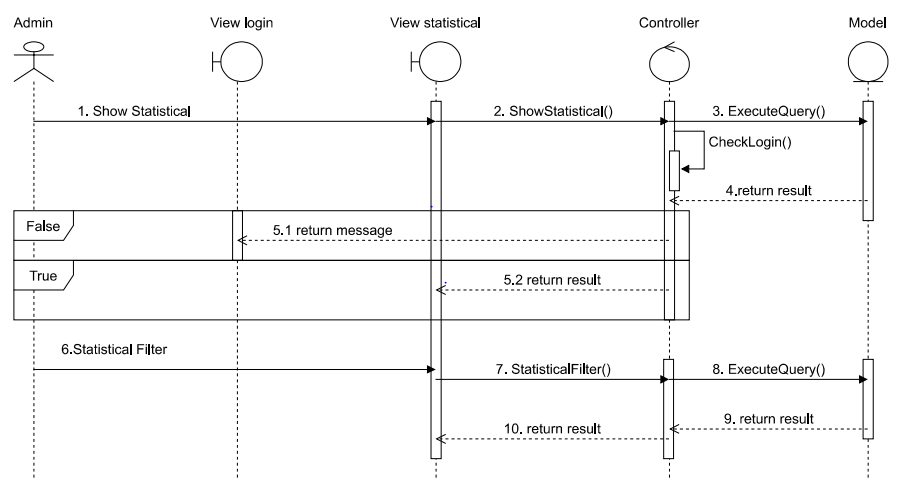 Admin
View login
View statistical
Controller
Model
1. Show Statistical
2. ShowStatistical()
3. ExecuteQuery()
CheckLogin()
4.return result
False
5.1 return message
True
5.2 return result
6.Statistical Filter
7. StatisticalFilter()
8. ExecuteQuery()
9. return result
10. return result